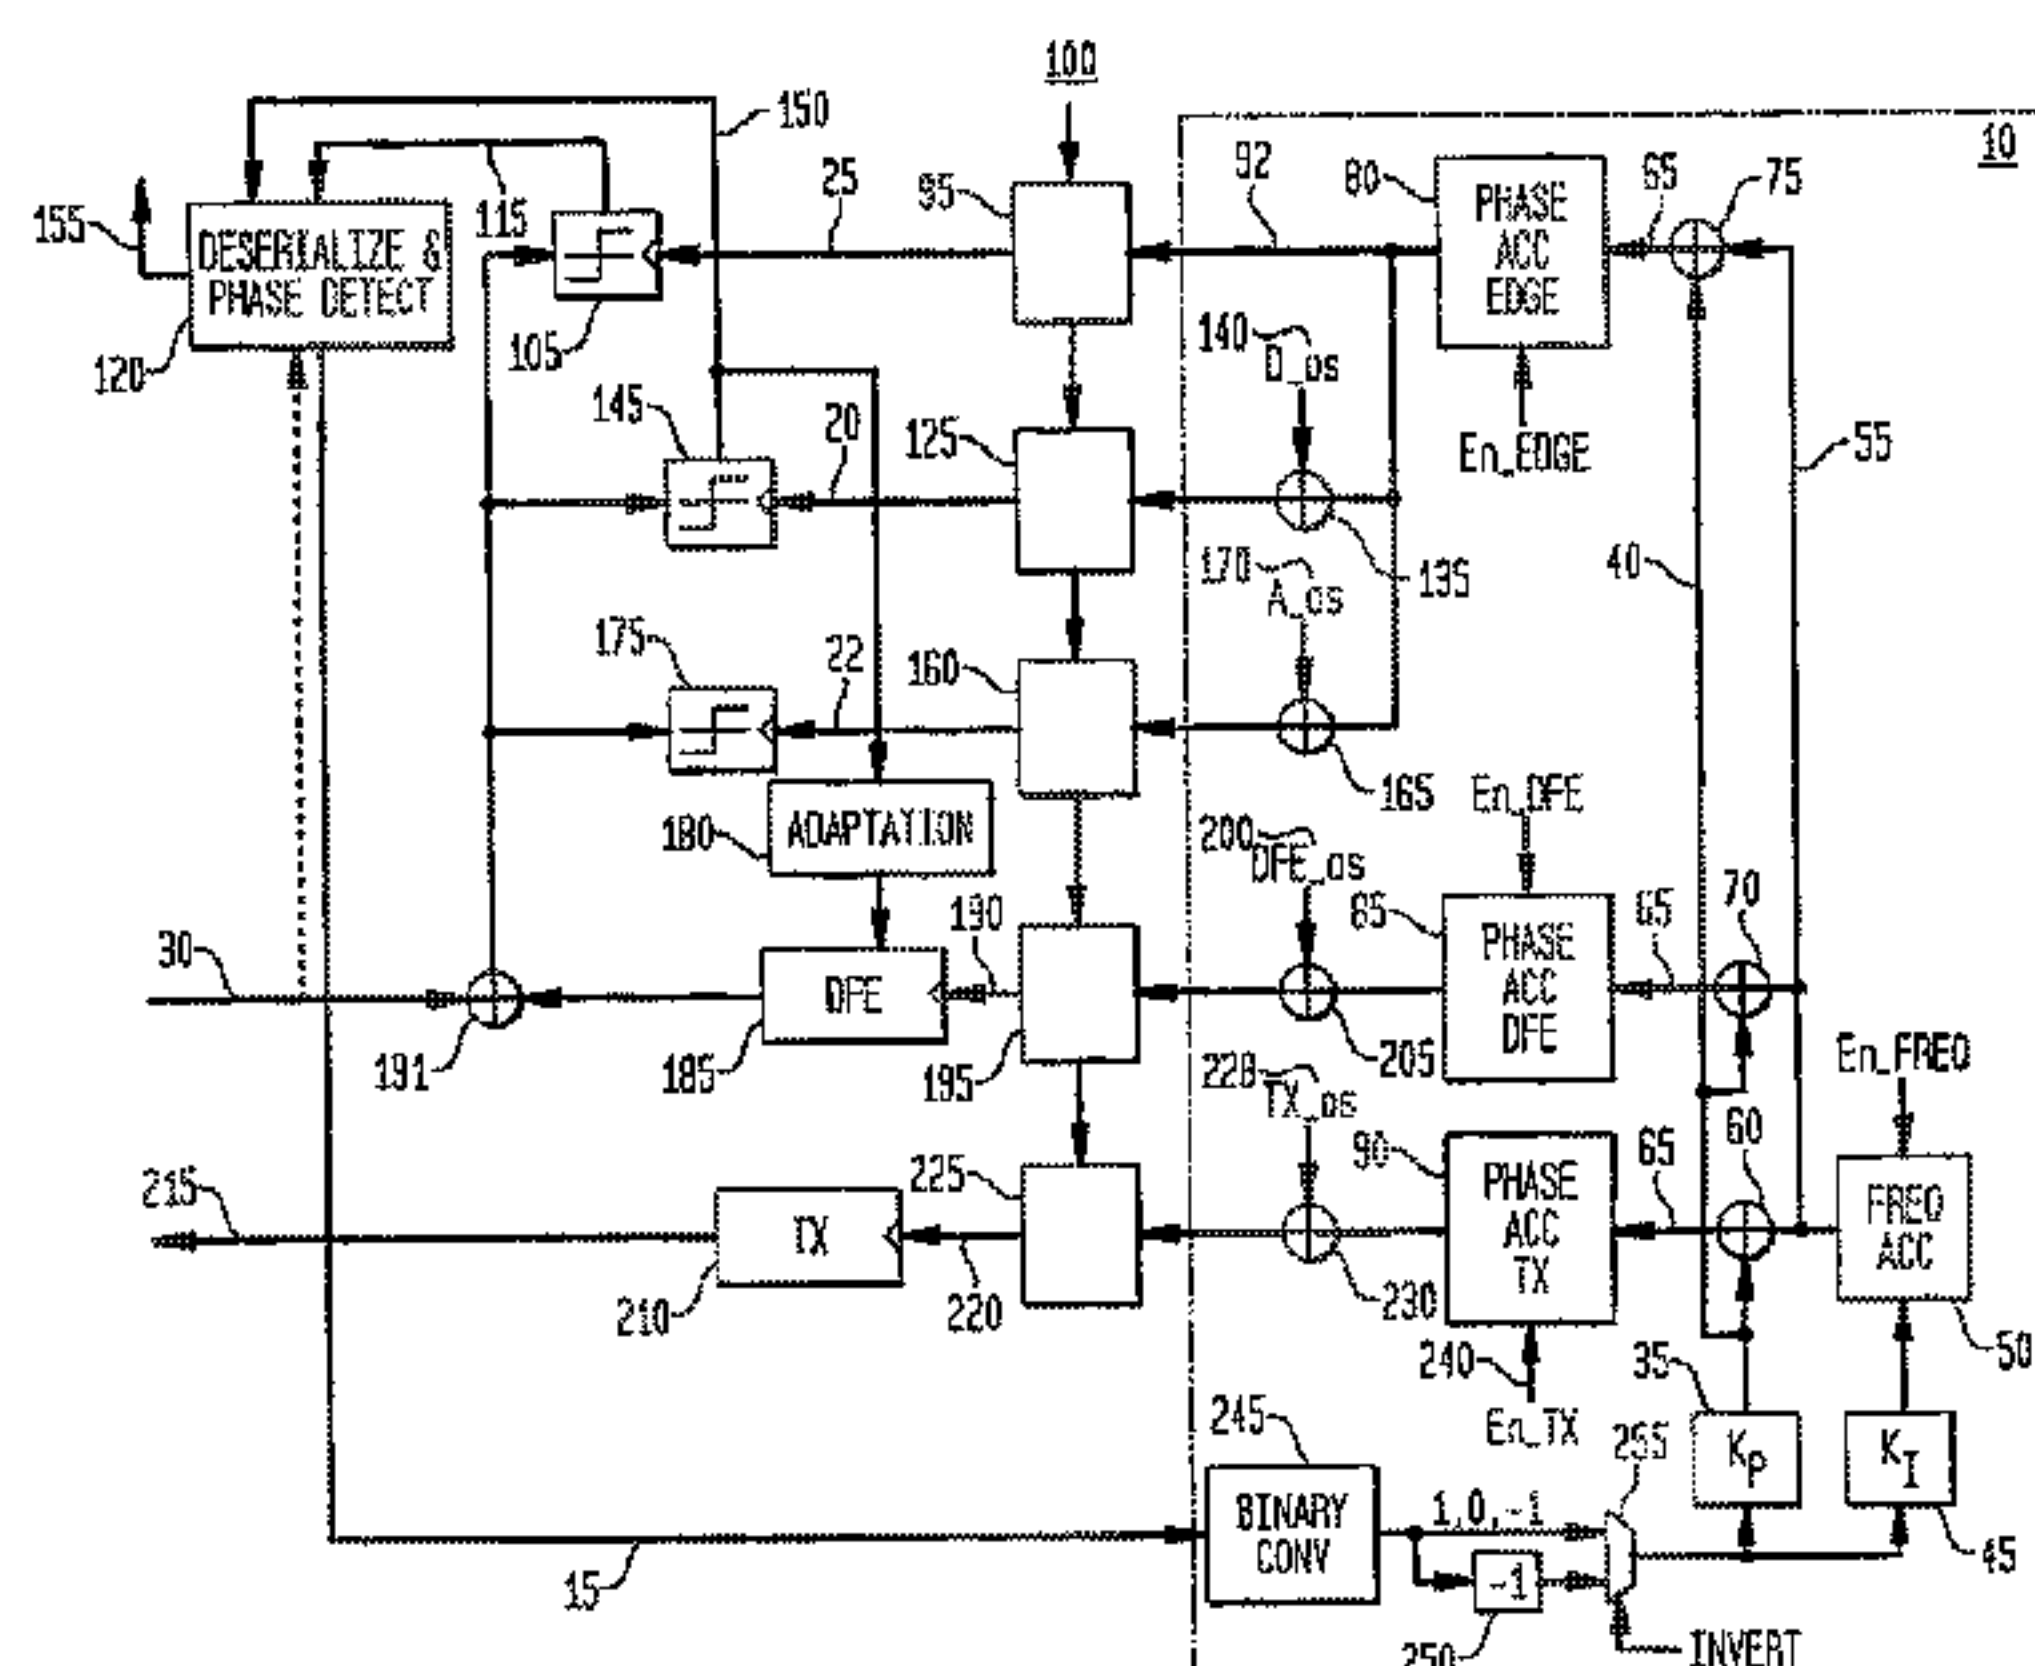 100
10
150
92
80
65
75
25
95
PHASE
ACC
EDGE
155
115
DESERIALIZE &
PHASE DETECT
105
120
140
D_os
145
20
125
En_EDGE
55
40
135
170
A_os
175
22
160
165
En_DFE
180
ADAPTATION
200
DFE_os
85
65
70
190
30
DFE
PHASE
ACC
DFE
191
185
195
205
En_FREQ
228
TX_os
60
90
65
215
225
TX
PHASE
ACC
TX
FREQ
ACC
210
220
230
240
35
50
En_TX
245
255
KP
KI
BINARY
CONV
1,0,-1
45
15
-1
250
INVERT